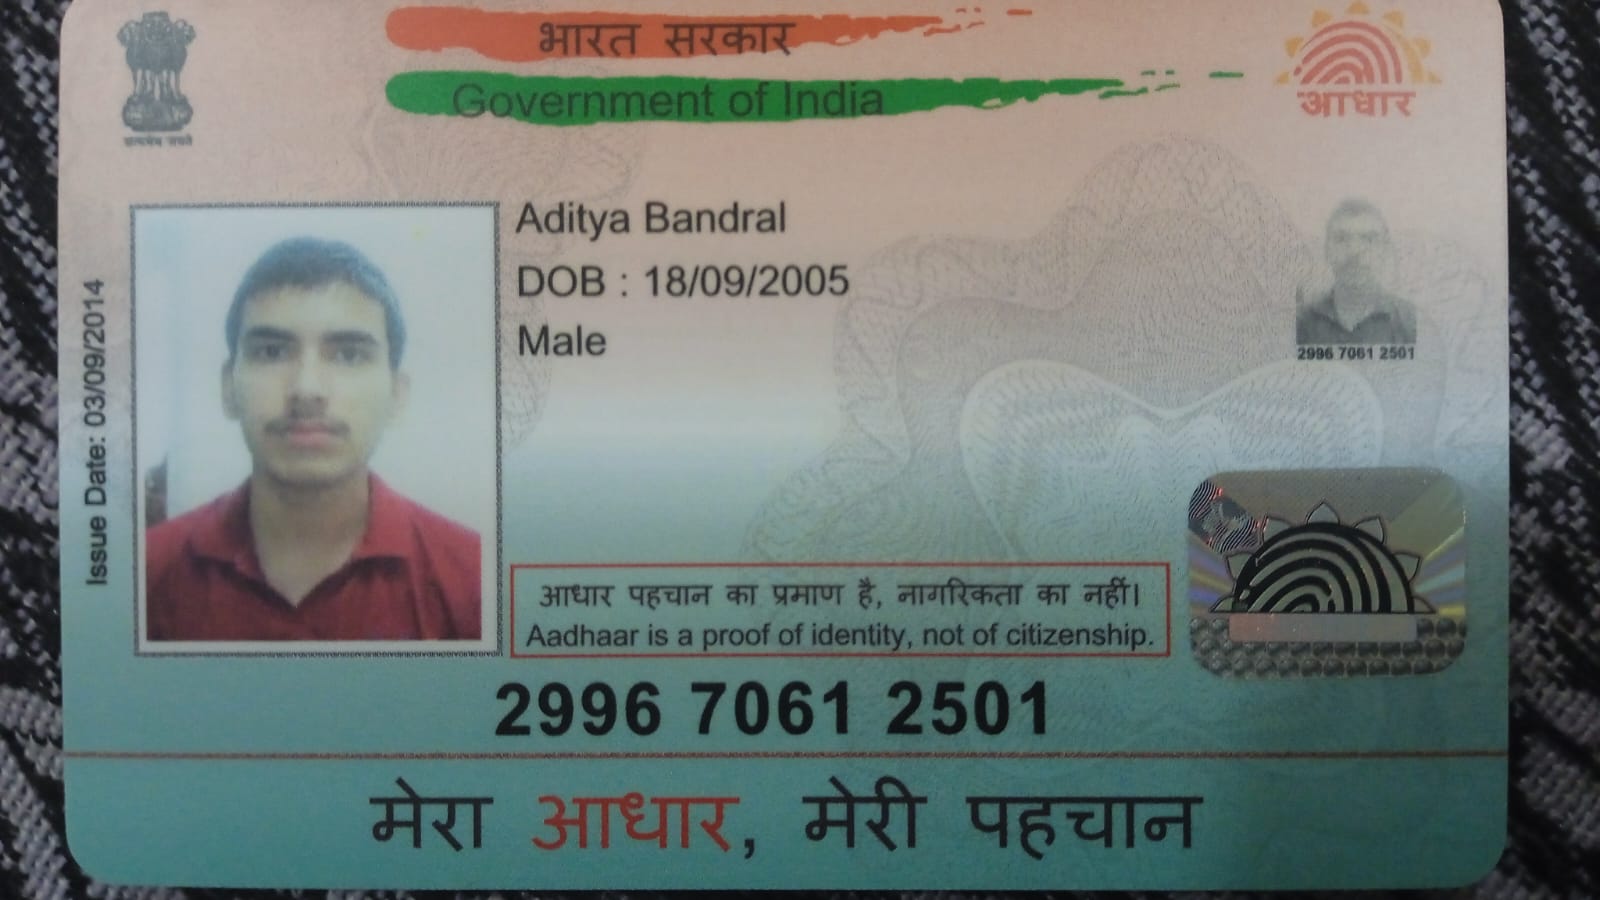 भारत सरकार
Government of India
आधार
सत्यमेव जयते
Aditya Bandral
DOB : 18/09/2005
Male
Issue Date: 03/09/2014
2996 7061 2501
आधार पहचान का प्रमाण है, नागरिकता का नहीं।
Aadhaar is a proof of identity, not of citizenship.
2996 7061 2501
मेरा आधार, मेरी पहचान